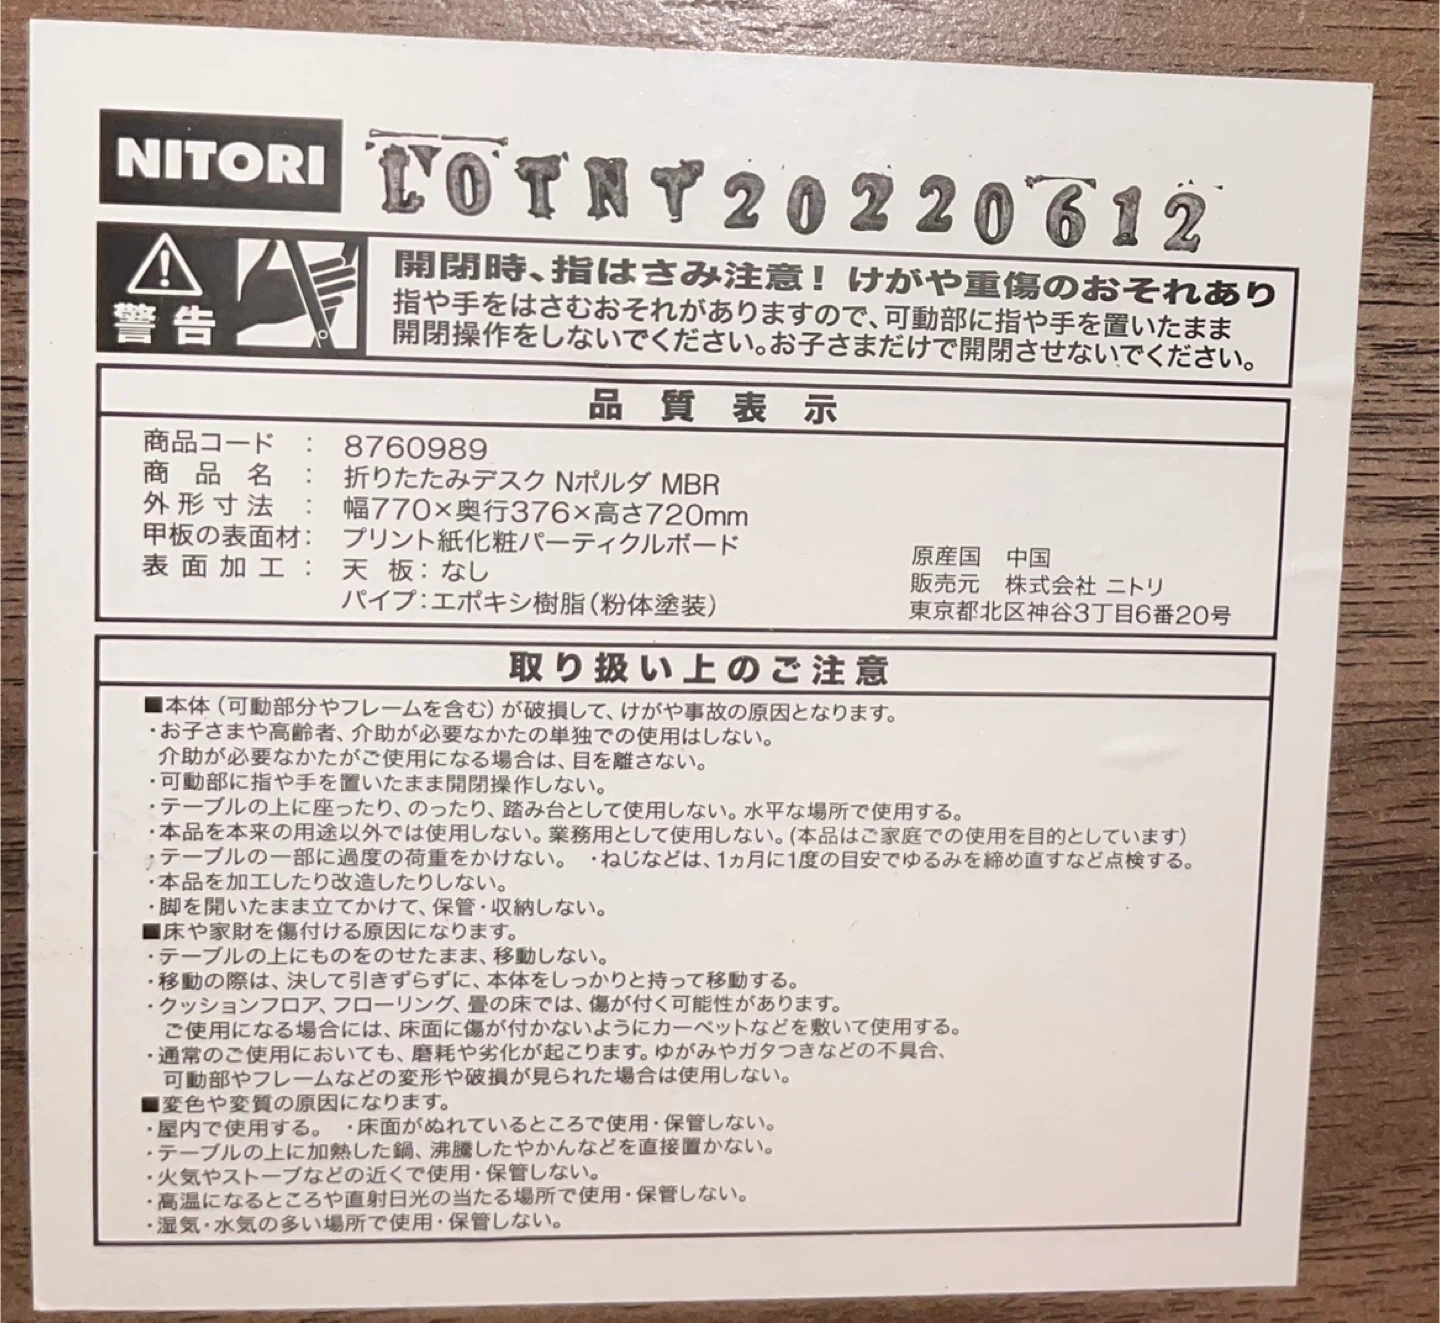 NITORI
LOTNT20220612
警告
開閉時、指はさみ注意！ けがや重傷のおそれあり
指や手をはさむおそれがありますので、可動部に指や手を置いたまま
開閉操作をしないでください。お子さまだけで開閉させないでください。
品質表示
商品コード ： 8760989
商品名 ： 折りたたみデスク Nポルダ MBR
外形寸法 ： 幅770×奥行376×高さ720mm
甲板の表面材： プリント紙化粧パーティクルボード
表面加工 ： 天 板：なし
パイプ：エポキシ樹脂（粉体塗装）
原産国 中国
販売元 株式会社 ニトリ
東京都北区神谷3丁目6番20号
取り扱い上のご注意
■本体（可動部分やフレームを含む）が破損して、けがや事故の原因となります。
・お子さまや高齢者、介助が必要なかたの単独での使用はしない。
介助が必要なかたがご使用になる場合は、目を離さない。
・可動部に指や手を置いたまま開閉操作しない。
・テーブルの上に座ったり、のったり、踏み台として使用しない。水平な場所で使用する。
・本品を本来の用途以外では使用しない。業務用として使用しない。（本品はご家庭での使用を目的としています）
・テーブルの一部に過度の荷重をかけない。 ・ねじなどは、1ヵ月に1度の目安でゆるみを締め直すなど点検する。
・本品を加工したり改造したりしない。
・脚を開いたまま立てかけて、保管・収納しない。
■床や家財を傷付ける原因になります。
・テーブルの上にものをのせたまま、移動しない。
・移動の際は、決して引きずらずに、本体をしっかりと持って移動する。
・クッションフロア、フローリング、畳の床では、傷が付く可能性があります。
ご使用になる場合には、床面に傷が付かないようにカーペットなどを敷いて使用する。
・通常のご使用においても、磨耗や劣化が起こります。ゆがみやガタつきなどの不具合、
可動部やフレームなどの変形や破損が見られた場合は使用しない。
■変色や変質の原因になります。
・屋内で使用する。 ・床面がぬれているところで使用・保管しない。
・テーブルの上に加熱した鍋、沸騰したやかんなどを直接置かない。
・火気やストーブなどの近くで使用・保管しない。
・高温になるところや直射日光の当たる場所で使用・保管しない。
・湿気・水気の多い場所で使用・保管しない。